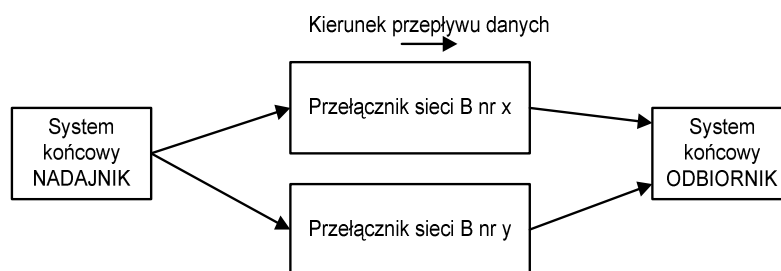 Kierunek przepływu danych
System
końcowy
NADAJNIK
Przełącznik sieci B nr x
Przełącznik sieci B nr y
System
końcowy
ODBIORNIK